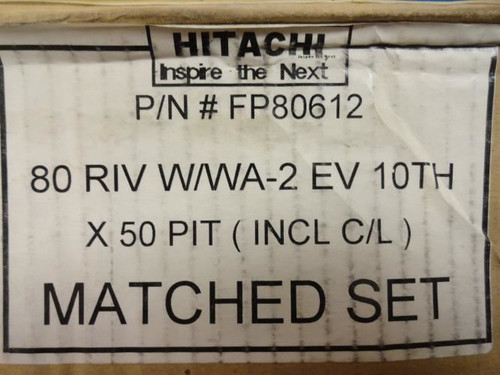 HITACHI
Inspire the Next
P/N # FP80612
80 RIV W/WA-2 EV 10TH
X 50 PIT ( INCL C/L )
MATCHED SET